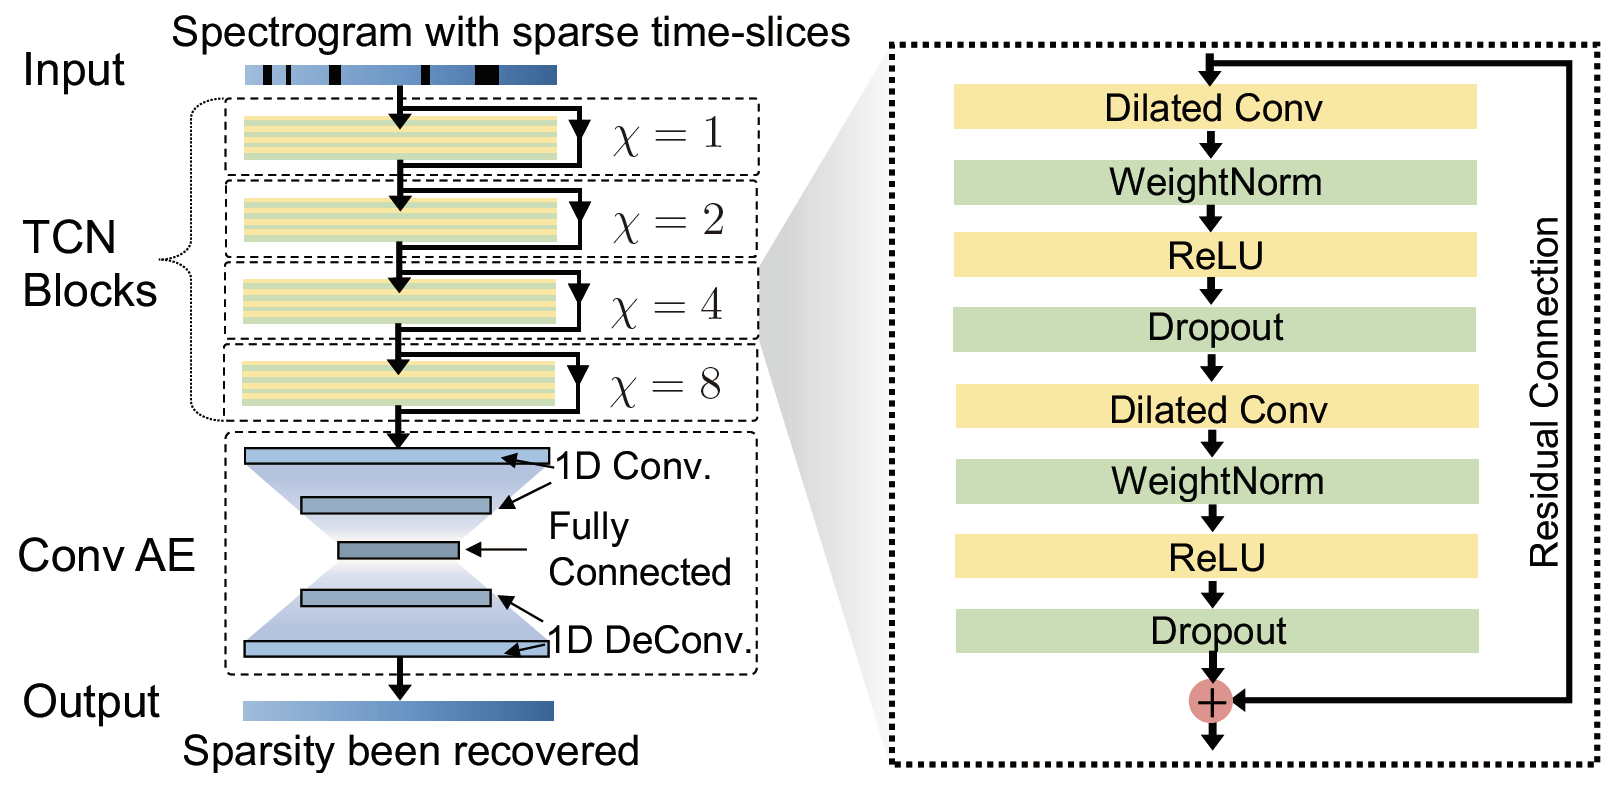 Spectrogram with sparse time-slices
Input
TCN
Blocks
χ = 1
χ = 2
χ = 4
χ = 8
Conv AE
1D Conv.
Fully
Connected
1D DeConv.
Output
Sparsity been recovered
Dilated Conv
WeightNorm
ReLU
Dropout
Dilated Conv
WeightNorm
ReLU
Dropout
+
Residual Connection